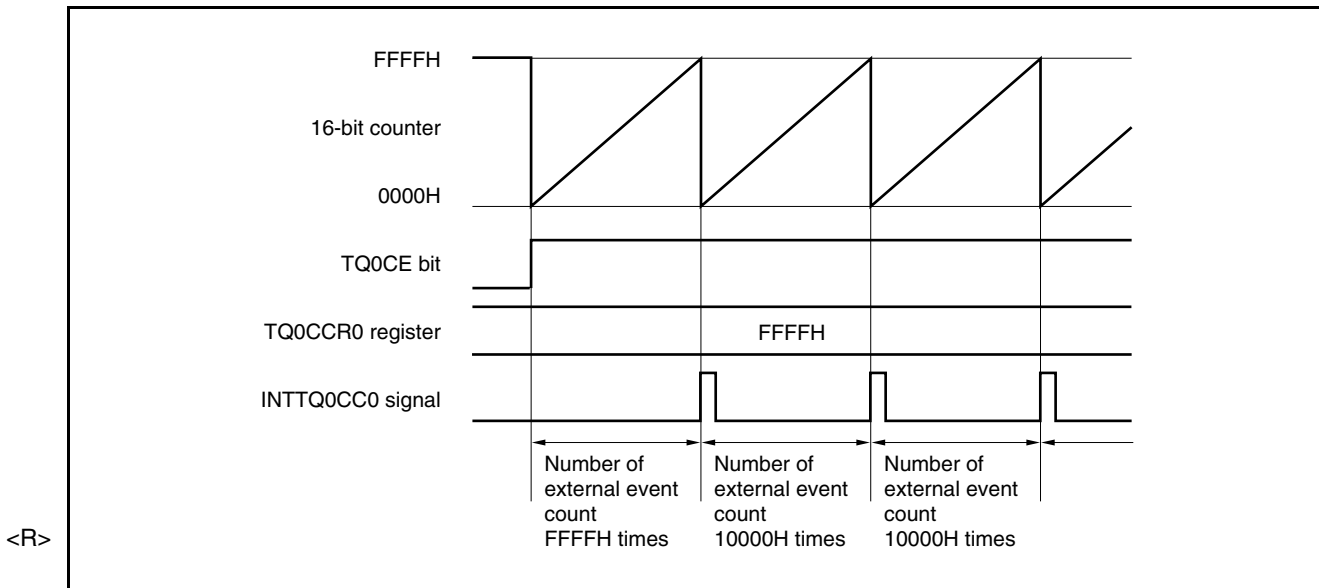 FFFFH
16-bit counter
0000H
TQ0CE bit
TQ0CCR0 register
FFFFH
INTTQ0CC0 signal
Number of
external event
count
FFFFH times
Number of
external event
count
10000H times
Number of
external event
count
10000H times
<R>